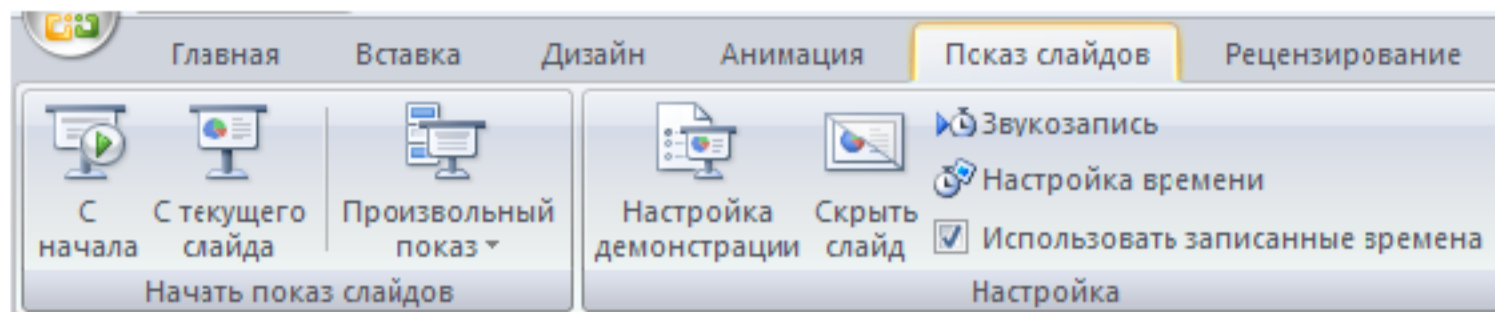 Главная Вставка Дизайн Анимация Показ слайдов Рецензирование
С начала
С текущего слайда
Произвольный показ
Настройка демонстрации
Скрыть слайд
Звукозапись
Настройка времени
Использовать записанные времена
Начать показ слайдов
Настройка